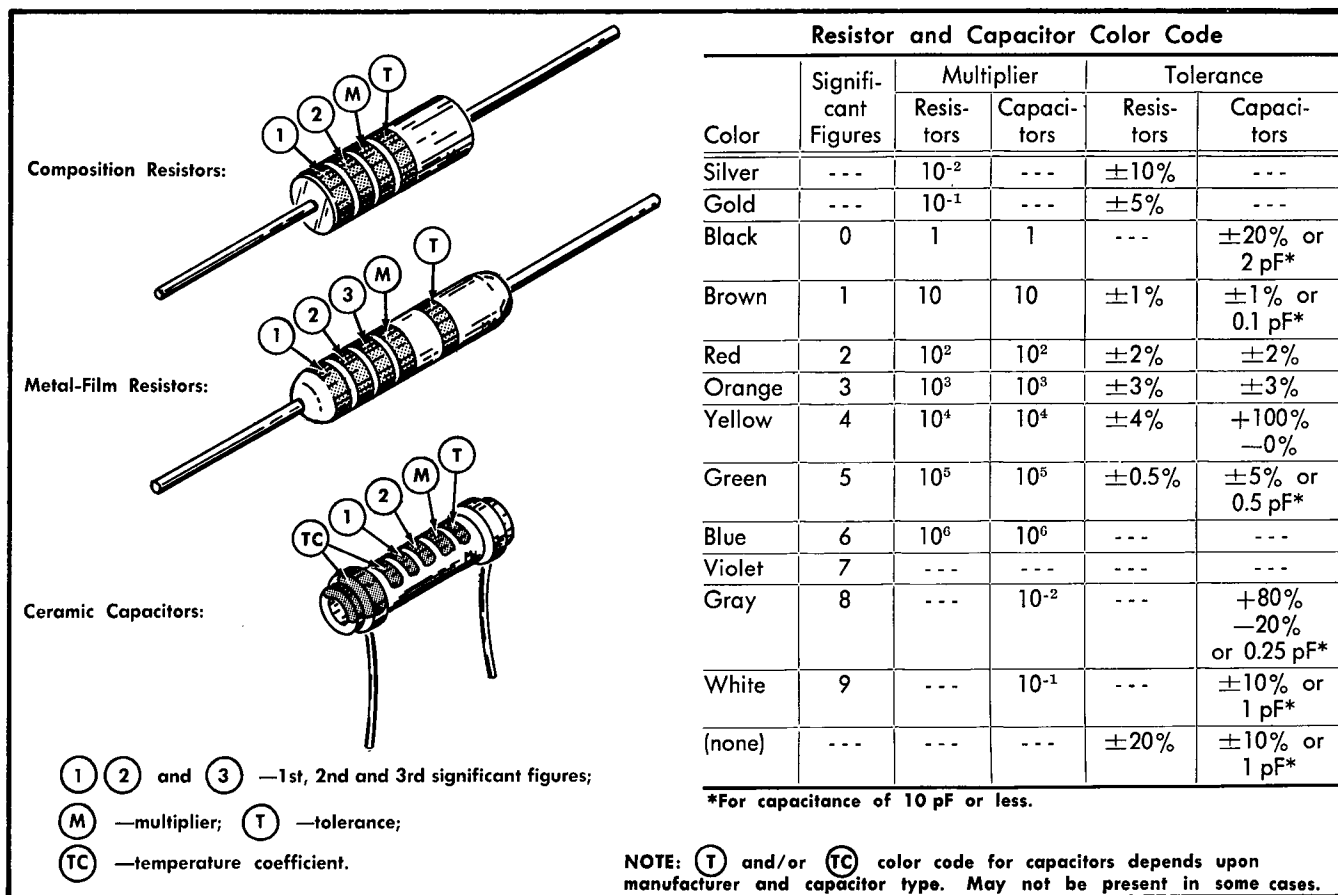 1 2 M T
Composition Resistors:
1 2 3 M T
Metal-Film Resistors:
TC 1 2 M T
Ceramic Capacitors:
1 2 and 3 —1st, 2nd and 3rd significant figures;
M —multiplier; T —tolerance;
TC —temperature coefficient.
Resistor and Capacitor Color Code
Color Signifi-cant Figures Multiplier Tolerance
Resis-tors Capaci-tors Resis-tors Capaci-tors
Silver --- 10⁻² --- ±10% ---
Gold --- 10⁻¹ --- ±5% ---
Black 0 1 1 --- ±20% or
2 pF*
Brown 1 10 10 ±1% ±1% or
0.1 pF*
Red 2 10² 10² ±2% ±2%
Orange 3 10³ 10³ ±3% ±3%
Yellow 4 10⁴ 10⁴ ±4% +100%
—0%
Green 5 10⁵ 10⁵ ±0.5% ±5% or
0.5 pF*
Blue 6 10⁶ 10⁶ --- ---
Violet 7 --- --- --- ---
Gray 8 --- 10⁻² --- +80%
—20%
or 0.25 pF*
White 9 --- 10⁻¹ --- ±10% or
1 pF*
(none) --- --- --- ±20% ±10% or
1 pF*
*For capacitance of 10 pF or less.
NOTE: T and/or TC color code for capacitors depends upon
manufacturer and capacitor type. May not be present in some cases.